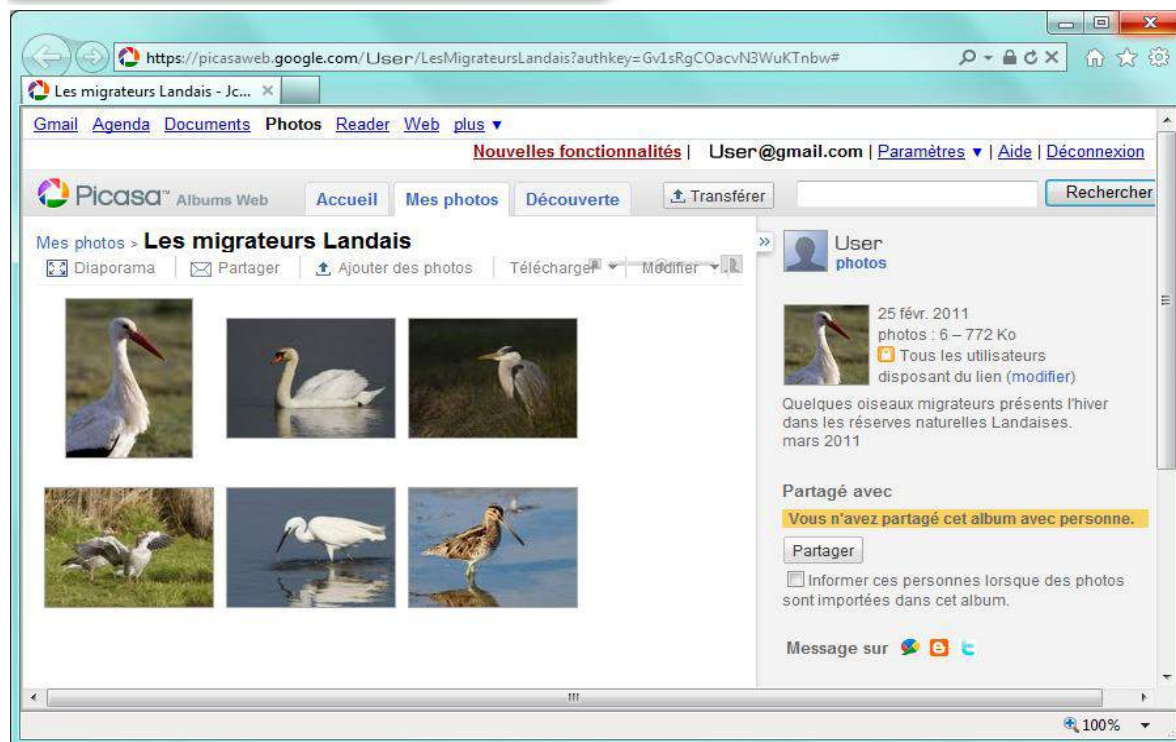 https://picasaweb.google.com/User/LesMigrateursLandais?authkey=Gv1sRgCOacvN3WuKTnbw#
Les migrateurs Landais - Jc...
Gmail Agenda Documents Photos Reader Web plus ▼
Nouvelles fonctionnalités | User@gmail.com | Paramètres ▼ | Aide | Déconnexion
Picasa™ Albums Web Accueil Mes photos Découverte Transférer Rechercher
Mes photos > Les migrateurs Landais
Diaporama Partager Ajouter des photos Télécharger Modifier
User
photos
25 févr. 2011
photos : 6 – 772 Ko
Tous les utilisateurs
disposant du lien (modifier)
Quelques oiseaux migrateurs présents l'hiver
dans les réserves naturelles Landaises.
mars 2011
Partagé avec
Vous n'avez partagé cet album avec personne.
Partager
Informer ces personnes lorsque des photos
sont importées dans cet album.
Message sur
100%